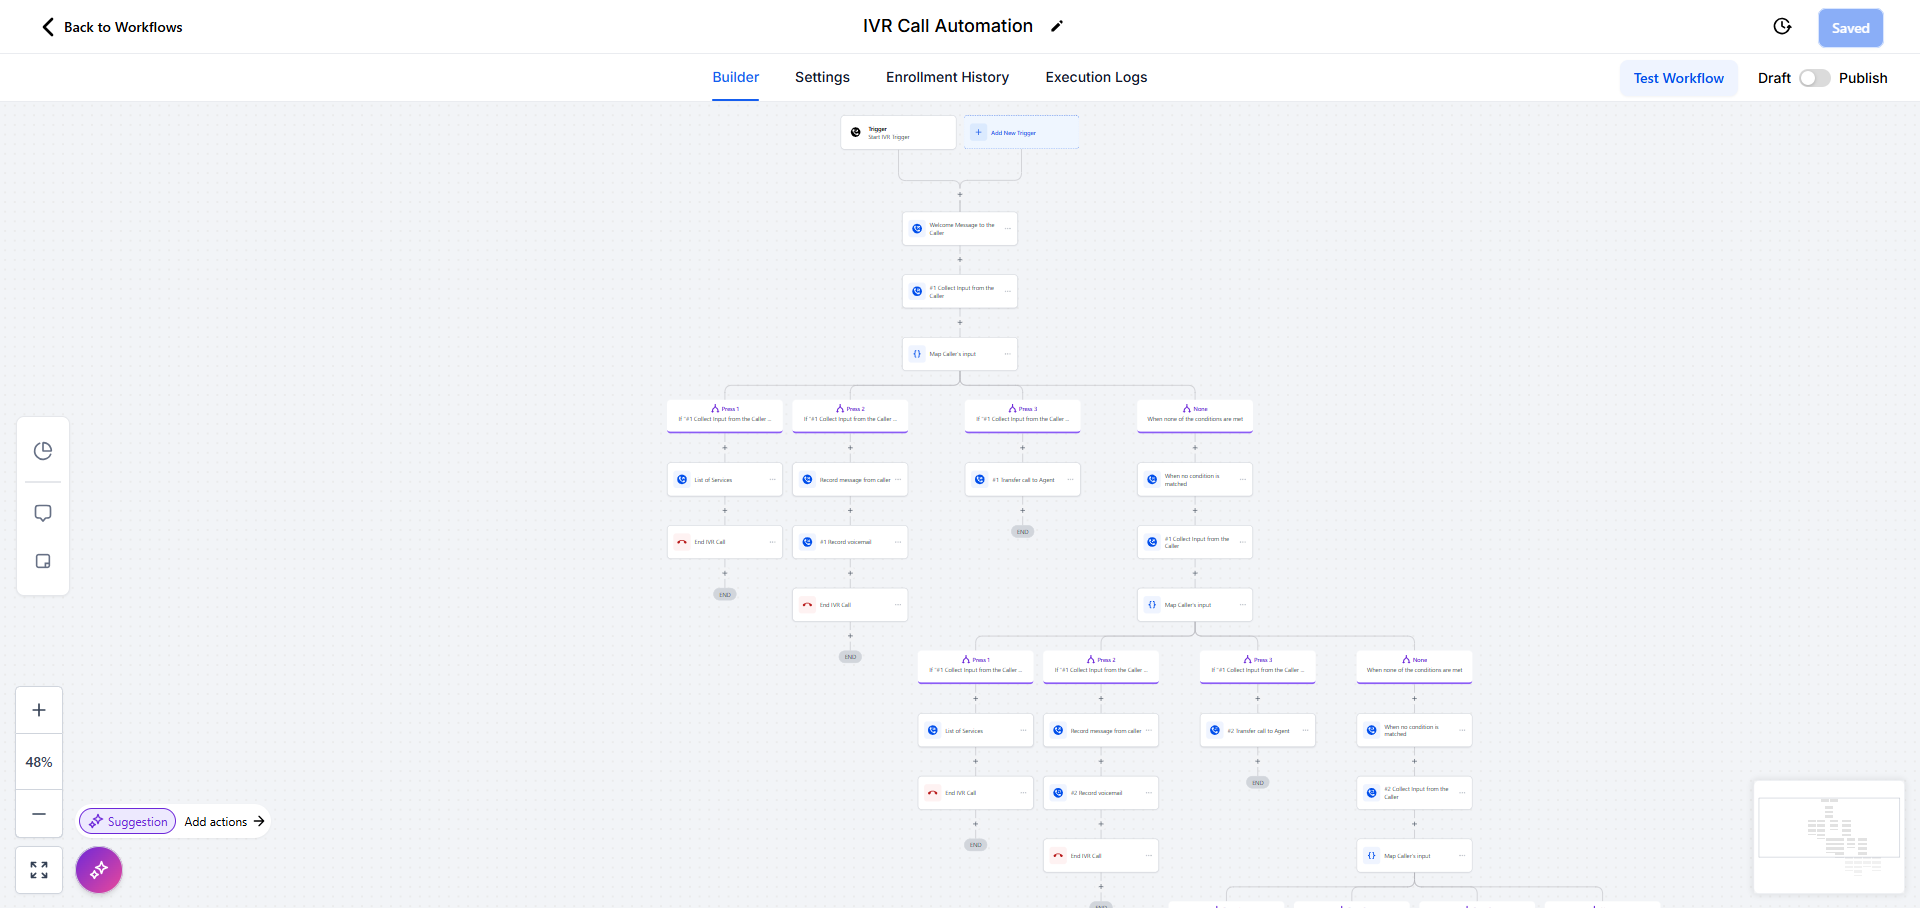 Back to Workflows
IVR Call Automation
Saved
Builder
Settings
Enrollment History
Execution Logs
Test Workflow
Draft
Publish
Trigger
Start IVR Trigger
Add New Trigger
Welcome Message to the
Caller
#1 Collect Input from the
Caller
Map Caller's input
Press 1
If "#1 Collect Input from the Caller ...
Press 2
If "#1 Collect Input from the Caller ...
Press 3
If "#1 Collect Input from the Caller ...
None
When none of the conditions are met
List of Services
Record message from caller
#1 Transfer call to Agent
When no condition is
matched
End IVR Call
#1 Record voicemail
END
#1 Collect Input from the
Caller
END
End IVR Call
Map Caller's input
END
Press 1
If "#1 Collect Input from the Caller ...
Press 2
If "#1 Collect Input from the Caller ...
Press 3
If "#1 Collect Input from the Caller ...
None
When none of the conditions are met
List of Services
Record message from caller
#2 Transfer call to Agent
When no condition is
matched
End IVR Call
#2 Record voicemail
END
#2 Collect Input from the
Caller
END
End IVR Call
Map Caller's input
48%
Suggestion
Add actions